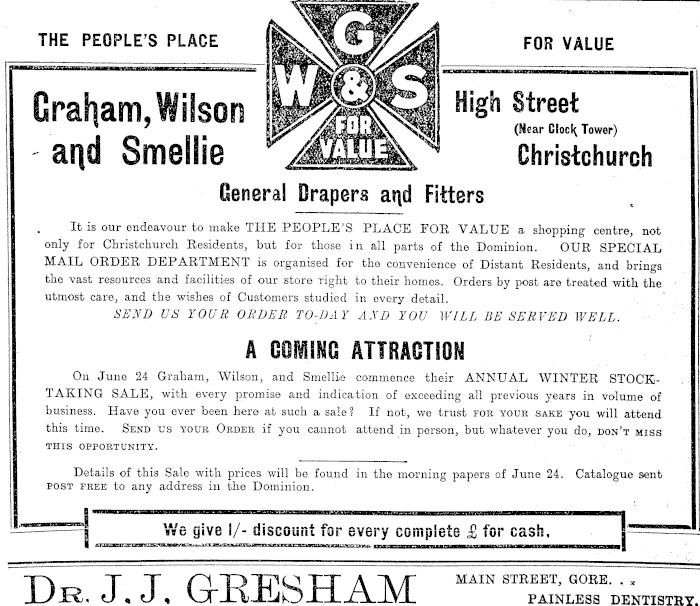 THE PEOPLE'S PLACE
FOR VALUE
G
W & S
FOR
VALUE
Graham, Wilson
and Smellie
High Street
(Near Clock Tower)
Christchurch
General Drapers and Fitters
It is our endeavour to make THE PEOPLE'S PLACE FOR VALUE a shopping centre, not
only for Christchurch Residents, but for those in all parts of the Dominion. OUR SPECIAL
MAIL ORDER DEPARTMENT is organised for the convenience of Distant Residents, and brings
the vast resources and facilities of our store right to their homes. Orders by post are treated with the
utmost care, and the wishes of Customers studied in every detail.
SEND US YOUR ORDER TO-DAY AND YOU WILL BE SERVED WELL.
A COMING ATTRACTION
On June 24 Graham, Wilson, and Smellie commence their ANNUAL WINTER STOCK-
TAKING SALE, with every promise and indication of exceeding all previous years in volume of
business. Have you ever been here at such a sale? If not, we trust FOR YOUR SAKE you will attend
this time. SEND US YOUR ORDER if you cannot attend in person, but whatever you do, DON'T MISS
THIS OPPORTUNITY.
Details of this Sale with prices will be found in the morning papers of June 24. Catalogue sent
POST FREE to any address in the Dominion.
We give 1/- discount for every complete £ for cash.
DR. J. J. GRESHAM
MAIN STREET, GORE. . .
PAINLESS DENTISTRY.